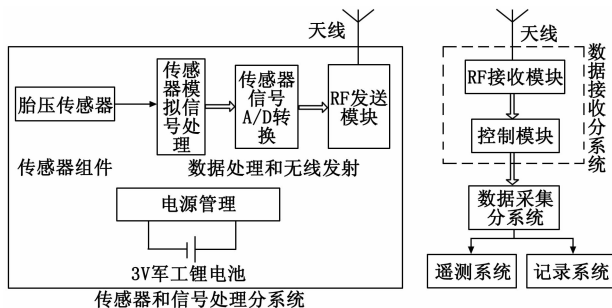 天线
胎压传感器
传感
器模
拟信
号处
理
传感器
信号
A/D转
换
RF发送
模块
传感器组件
数据处理和无线发射
电源管理
3V军工锂电池
传感器和信号处理分系统
天线
RF接收模块
控制模块
数据接收分系统
数据采集
分系统
遥测系统
记录系统